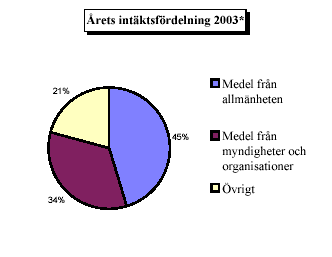 Årets intäktsfördelning 2003*
21%
45%
34%
Medel från
allmänheten
Medel från
myndigheter och
organisationer
Övrigt